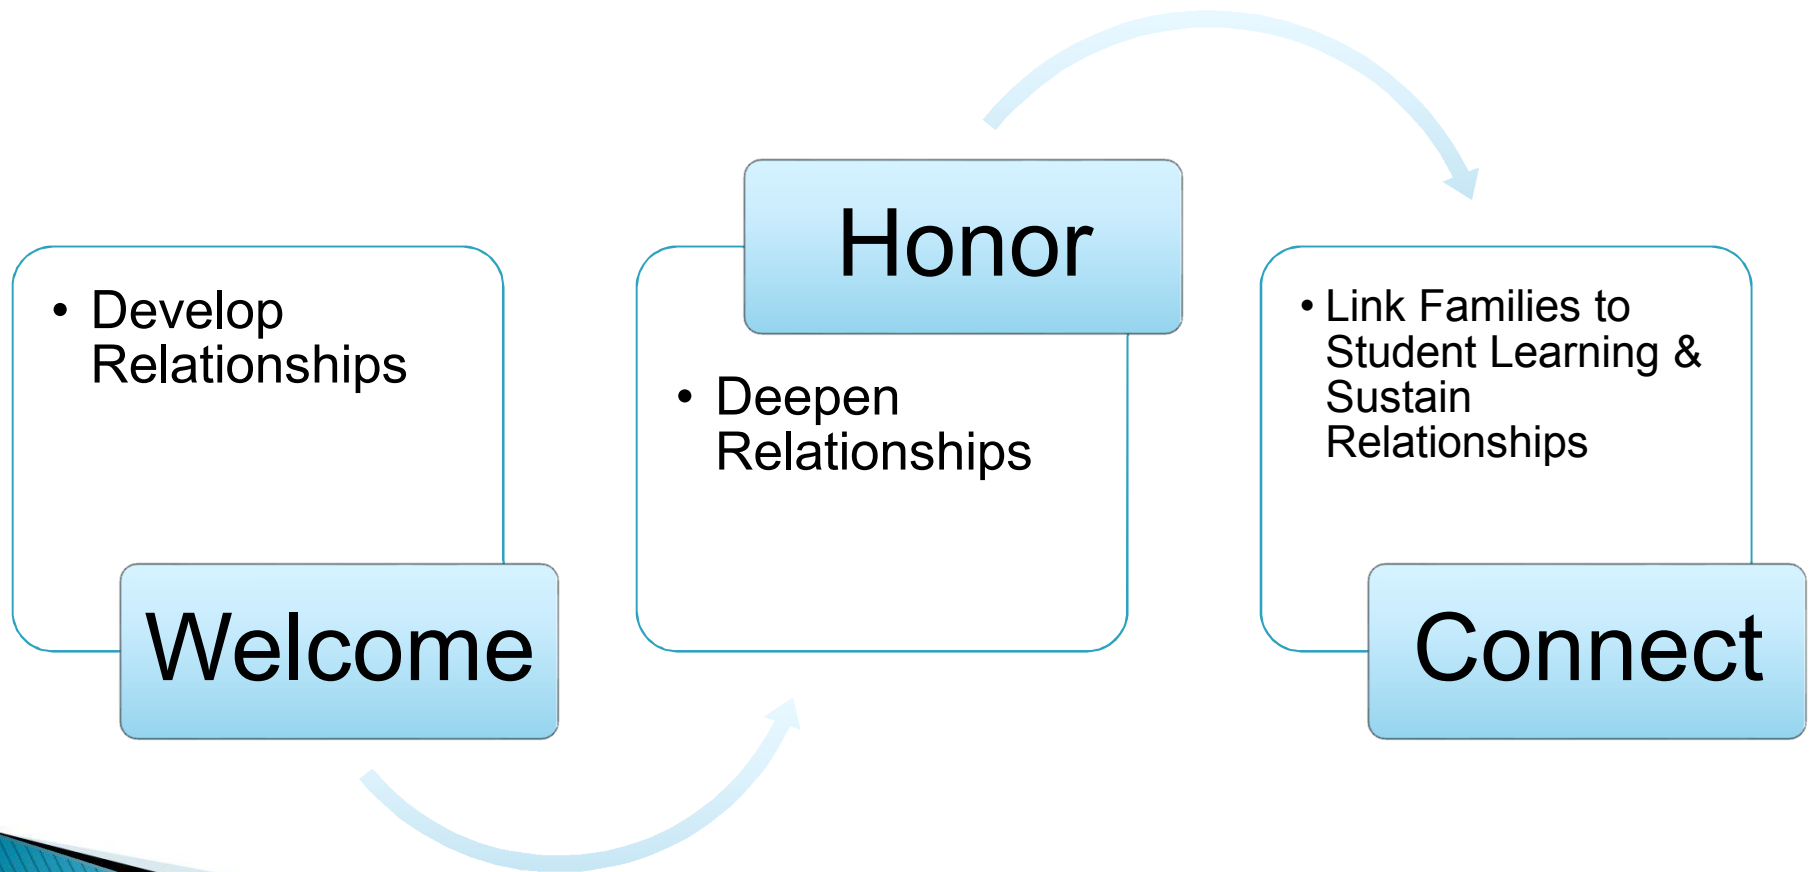 • Develop
Relationships
Welcome
Honor
• Deepen
Relationships
• Link Families to
Student Learning &
Sustain
Relationships
Connect